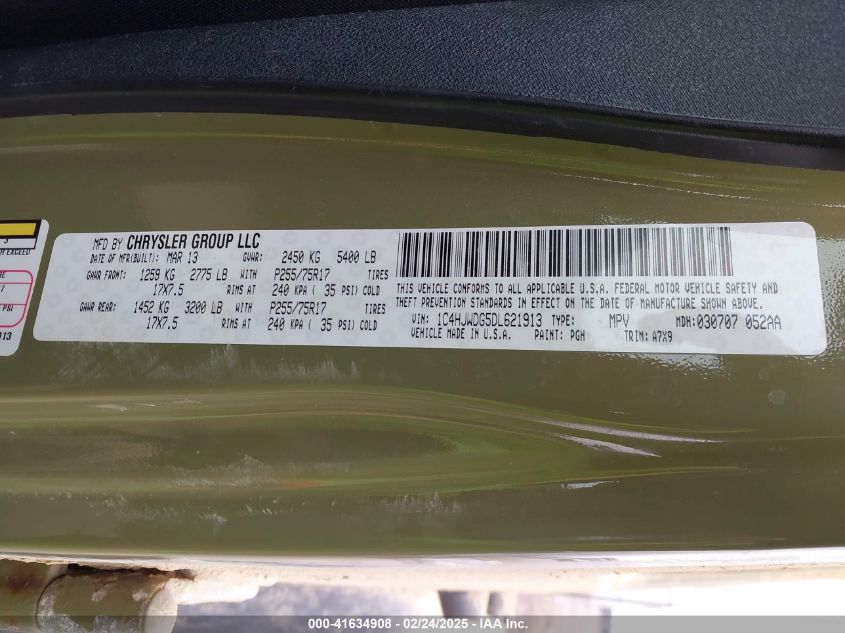 MFD BY CHRYSLER GROUP LLC
DATE OF MFR(BUILT): MAR 13 GVWR: 2450 KG 5400 LB
GAWR FRONT: 1259 KG 2775 LB WITH P255/75R17 TIRES
17X7.5 RIMS AT 240 KPA ( 35 PSI) COLD
GAWR REAR: 1452 KG 3200 LB WITH P255/75R17 TIRES
17X7.5 RIMS AT 240 KPA ( 35 PSI) COLD
THIS VEHICLE CONFORMS TO ALL APPLICABLE U.S.A. FEDERAL MOTOR VEHICLE SAFETY AND
THEFT PREVENTION STANDARDS IN EFFECT ON THE DATE OF MANUFACTURE SHOWN ABOVE.
VIN: 1C4HJWDG5DL621913 TYPE: MPV MDH: 030707 052AA
VEHICLE MADE IN U.S.A. PAINT: PGH TRIM: A7X9
EXCEED
PSI
913
000-41634908 - 02/24/2025 - IAAI.COM